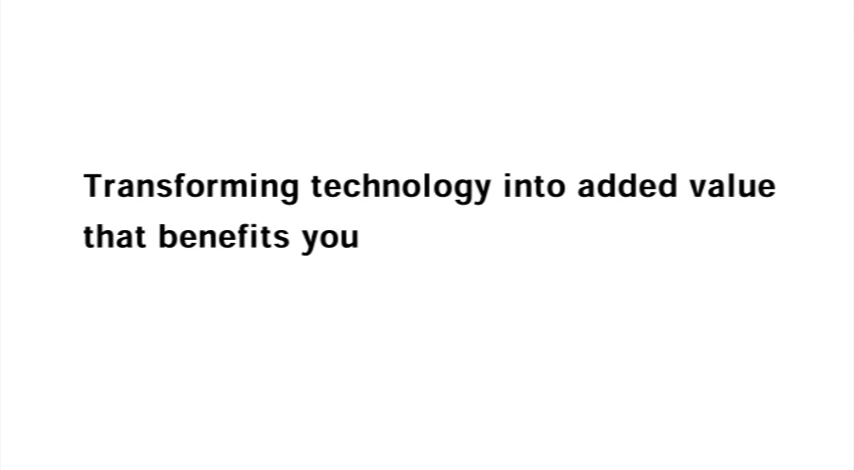 Transforming technology into added value
that benefits you